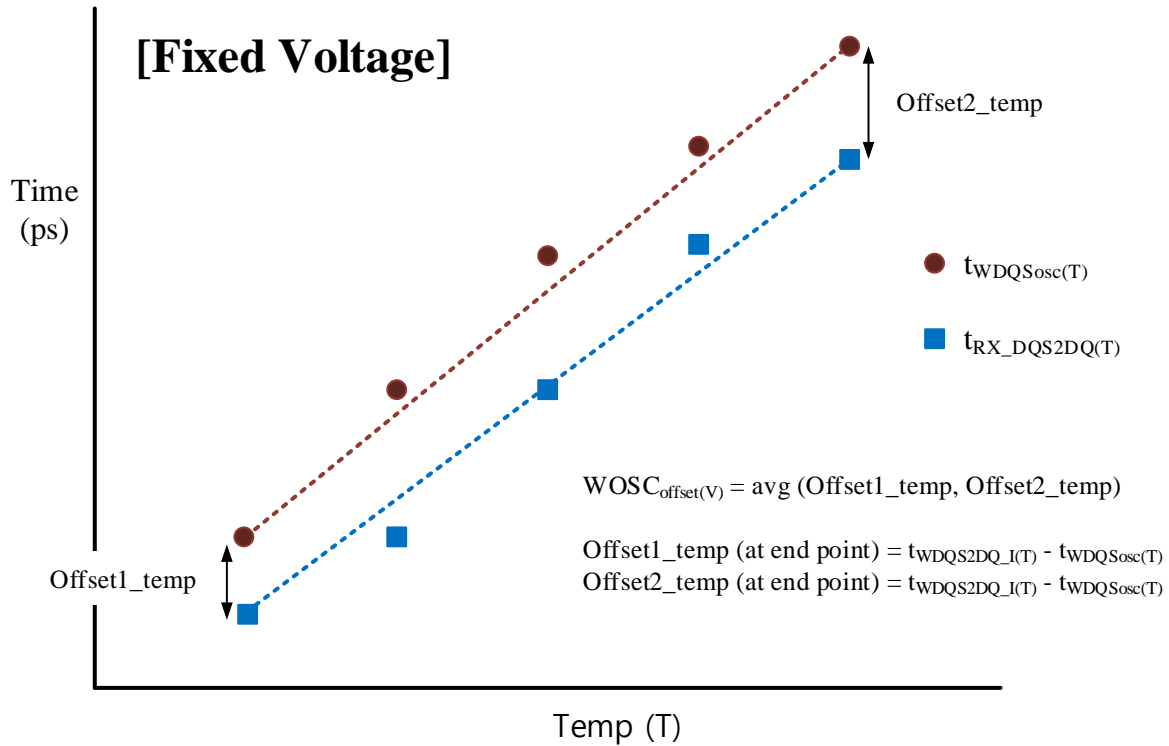 [Fixed Voltage]
Offset2_temp
Time
(ps)
tWDQSosc(T)
tRX_DQS2DQ(T)
WOSCoffset(V) = avg (Offset1_temp, Offset2_temp)
Offset1_temp (at end point) = tWDQS2DQ_I(T) - tWDQSosc(T)
Offset2_temp (at end point) = tWDQS2DQ_I(T) - tWDQSosc(T)
Offset1_temp
Temp (T)